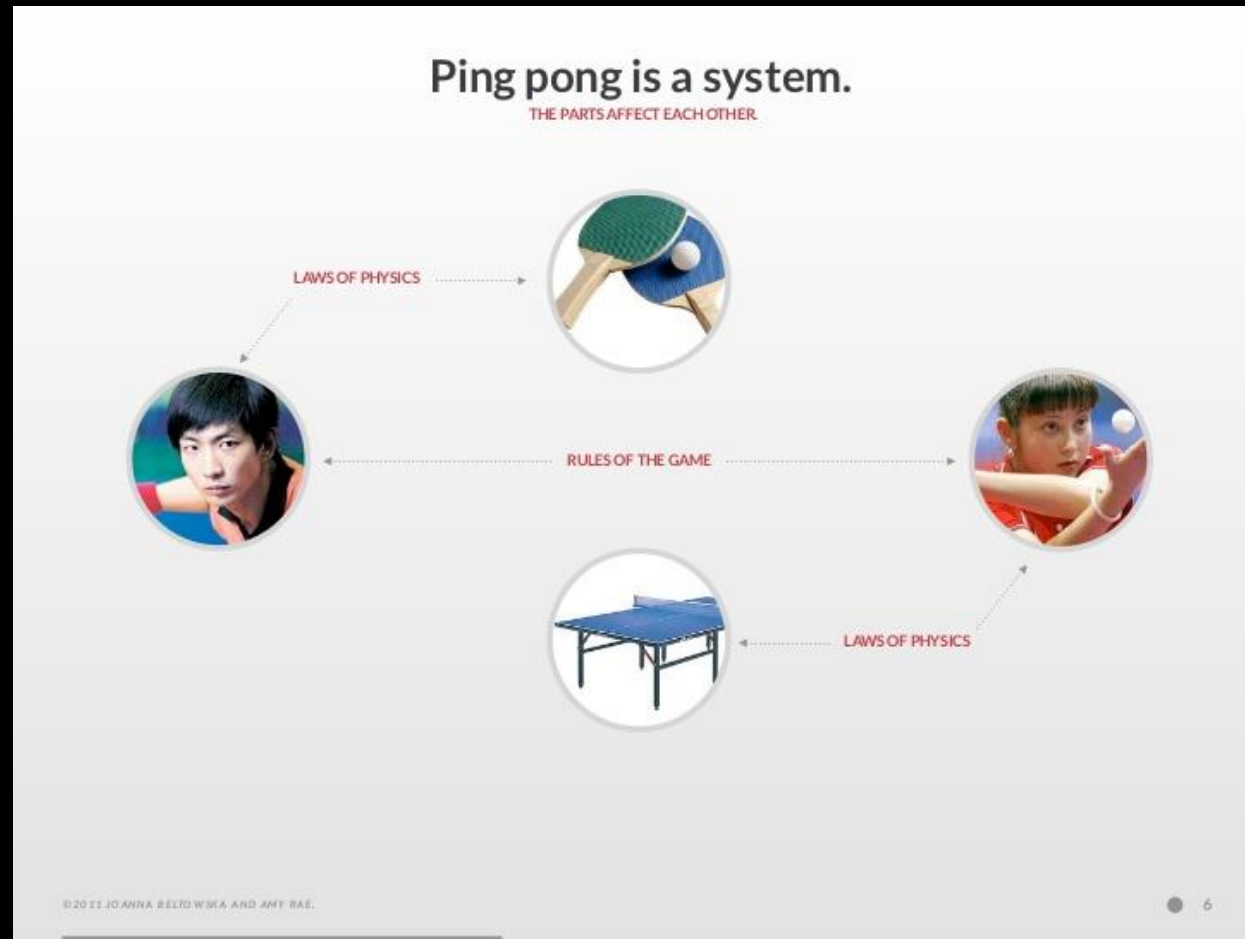 Ping pong is a system.
THE PARTS AFFECT EACH OTHER.
LAWS OF PHYSICS
RULES OF THE GAME
LAWS OF PHYSICS
©2011 JOANNA BELTOWSKA AND AMY RAE.
6